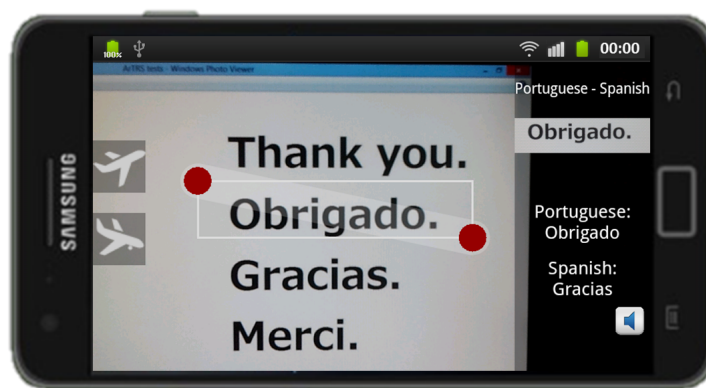 SAMSUNG
100%
00:00
ArTRS tests - Windows Photo Viewer
Portuguese - Spanish
Obrigado.
Thank you.
Obrigado.
Gracias.
Merci.
Portuguese:
Obrigado
Spanish:
Gracias